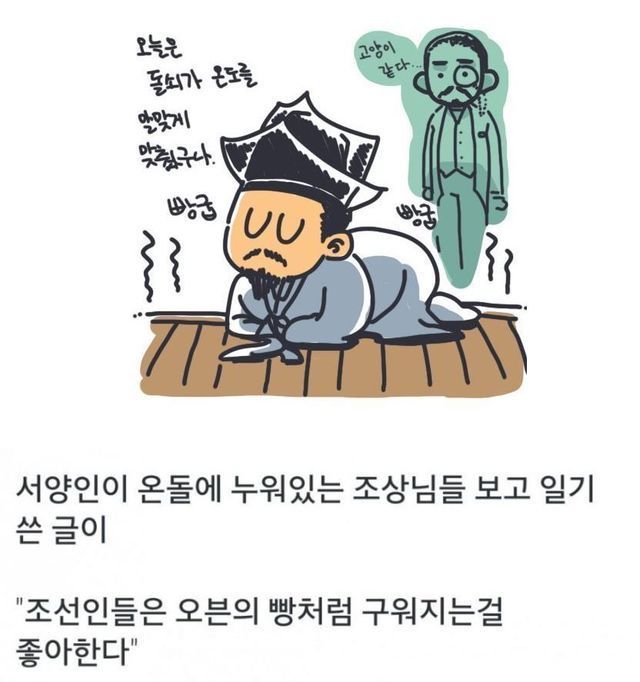 오늘은
돌쇠가 온도를
알맞게
맞췄구나.
고양이
같다...
빵굽
빵굽
서양인이 온돌에 누워있는 조상님들 보고 일기
쓴 글이
"조선인들은 오븐의 빵처럼 구워지는걸
좋아한다"